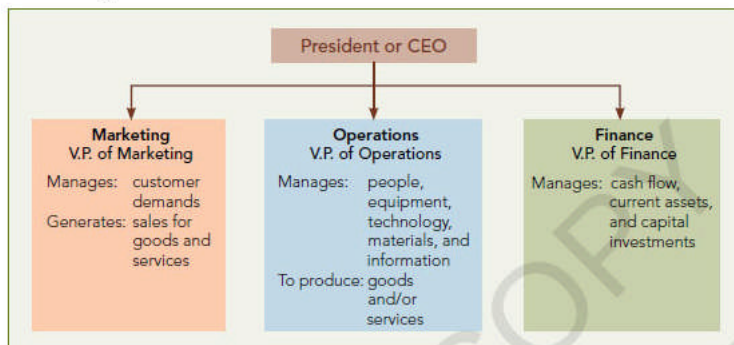 President or CEO
Marketing
V.P. of Marketing
Manages: customer
demands
Generates: sales for
goods and
services
Operations
V.P. of Operations
Manages: people,
equipment,
technology,
materials, and
information
To produce: goods
and/or
services
Finance
V.P. of Finance
Manages: cash flow,
current assets,
and capital
investments
COPY